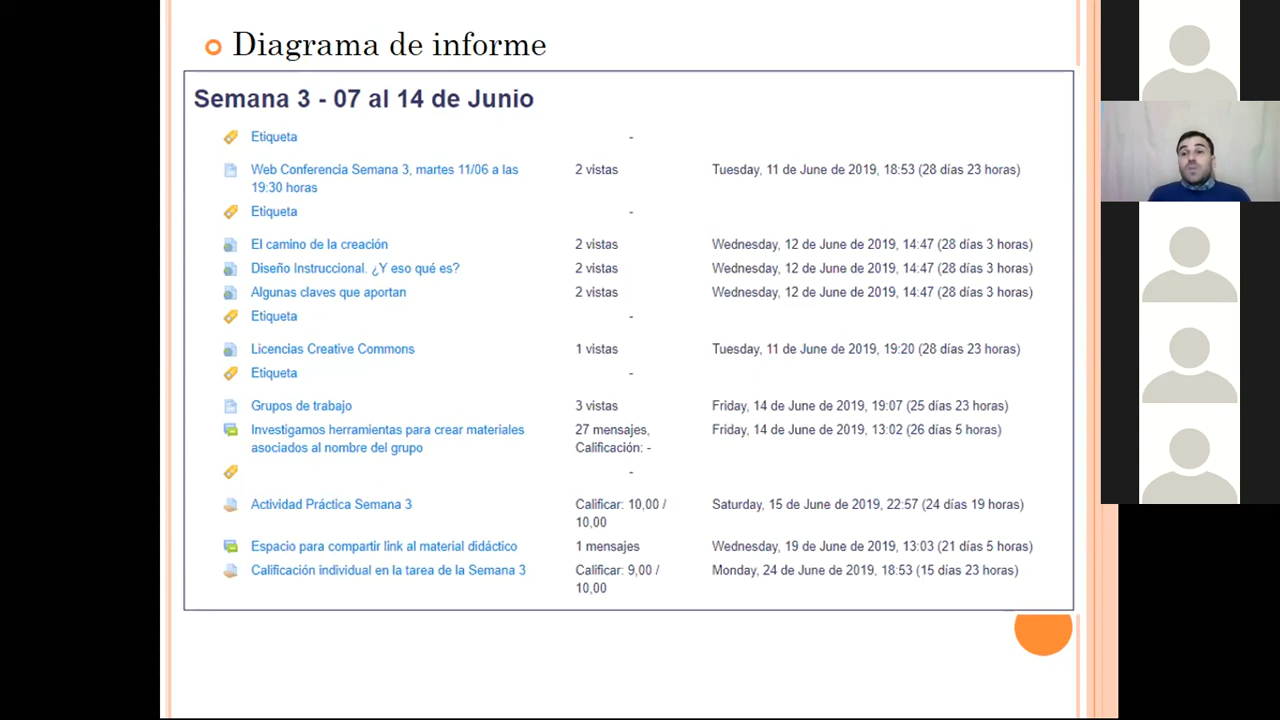 Diagrama de informe
Semana 3 - 07 al 14 de Junio
Etiqueta -
Web Conferencia Semana 3, martes 11/06 a las 2 vistas Tuesday, 11 de June de 2019, 18:53 (28 días 23 horas)
19:30 horas
Etiqueta -
El camino de la creación 2 vistas Wednesday, 12 de June de 2019, 14:47 (28 días 3 horas)
Diseño Instruccional. ¿Y eso qué es? 2 vistas Wednesday, 12 de June de 2019, 14:47 (28 días 3 horas)
Algunas claves que aportan 2 vistas Wednesday, 12 de June de 2019, 14:47 (28 días 3 horas)
Etiqueta -
Licencias Creative Commons 1 vistas Tuesday, 11 de June de 2019, 19:20 (28 días 23 horas)
Etiqueta -
Grupos de trabajo 3 vistas Friday, 14 de June de 2019, 19:07 (25 días 23 horas)
Investigamos herramientas para crear materiales 27 mensajes, Friday, 14 de June de 2019, 13:02 (26 días 5 horas)
asociados al nombre del grupo Calificación: -
-
Actividad Práctica Semana 3 Calificar: 10,00 / Saturday, 15 de June de 2019, 22:57 (24 días 19 horas)
10,00
Espacio para compartir link al material didáctico 1 mensajes Wednesday, 19 de June de 2019, 13:03 (21 días 5 horas)
Calificación individual en la tarea de la Semana 3 Calificar: 9,00 / Monday, 24 de June de 2019, 18:53 (15 días 23 horas)
10,00